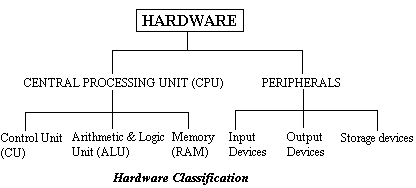 HARDWARE
CENTRAL PROCESSING UNIT (CPU) PERIPHERALS
Control Unit
(CU)
Arithmetic & Logic
Unit (ALU)
Memory
(RAM)
Input
Devices
Output
Devices
Storage devices
Hardware Classification